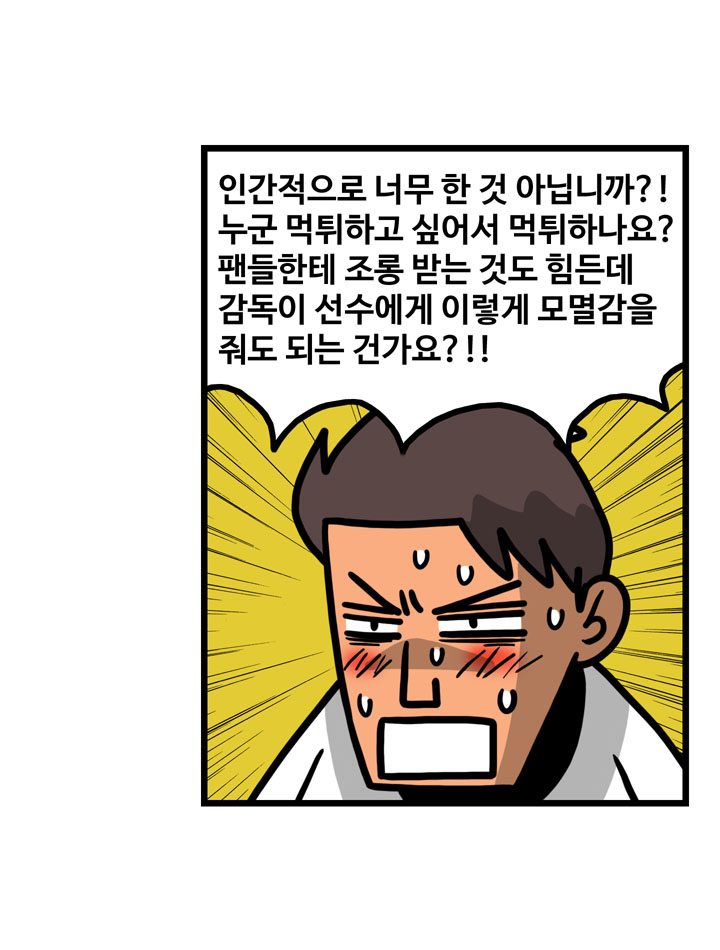 인간적으로 너무 한 것 아닙니까?!
누군 먹튀하고 싶어서 먹튀하나요?
팬들한테 조롱 받는 것도 힘든데
감독이 선수에게 이렇게 모멸감을
줘도 되는 건가요?!!